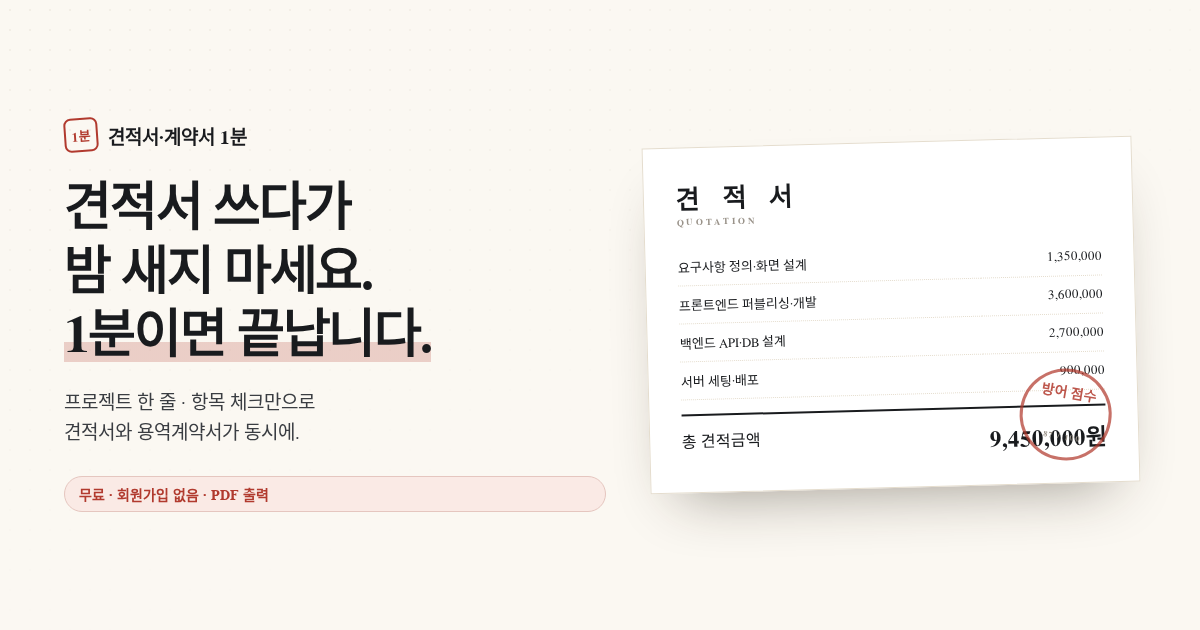 1분 견적서·계약서 1분
견적서 쓰다가
밤 새지 마세요.
1분이면 끝납니다.
프로젝트 한 줄 · 항목 체크만으로
견적서와 용역계약서가 동시에.
무료 · 회원가입 없음 · PDF 출력
견 적 서
QUOTATION
요구사항 정의·화면 설계 1,350,000
프론트엔드 퍼블리싱·개발 3,600,000
백엔드 API·DB 설계 2,700,000
서버 세팅·배포 900,000
방어 점수
총 견적금액 9,450,000원